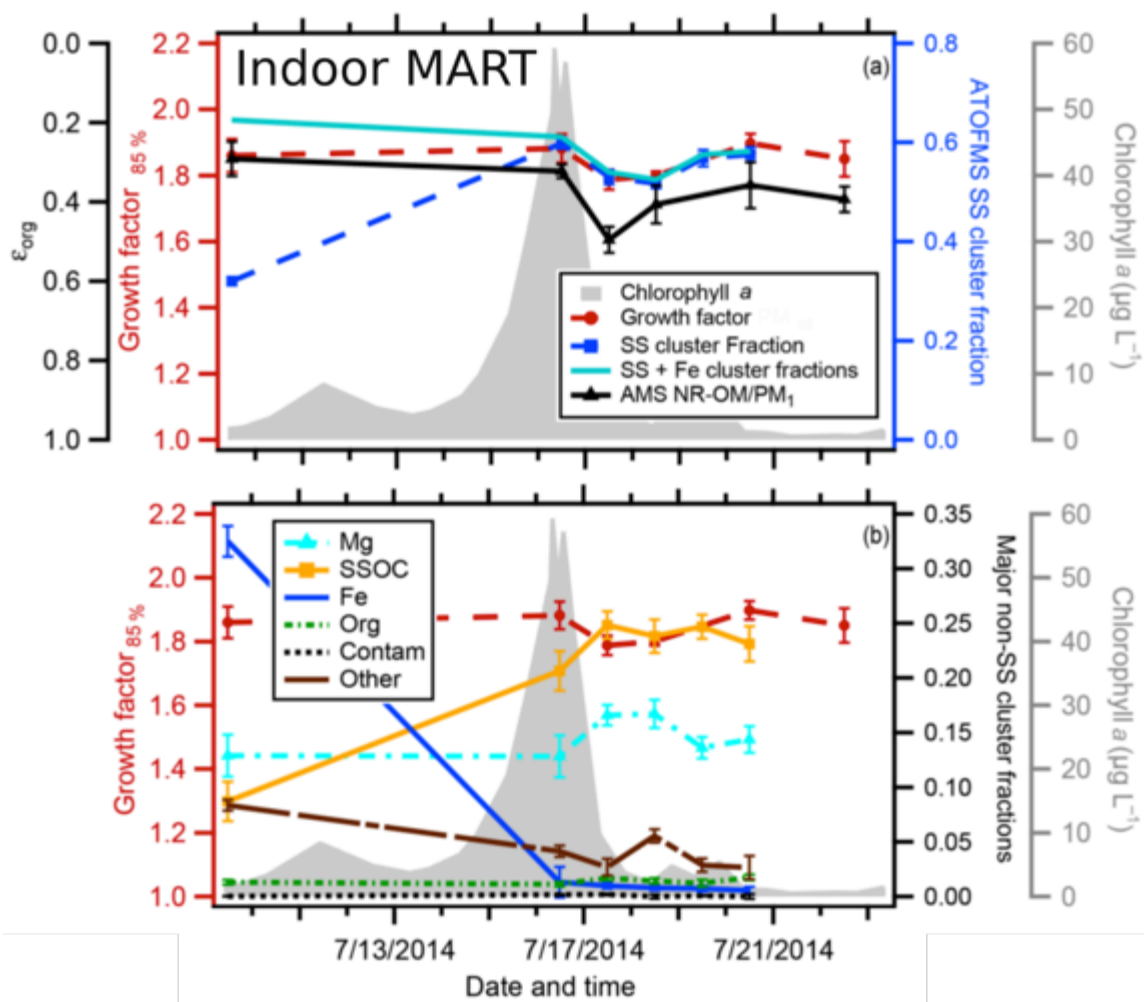 Indoor MART
(a)
0.0
0.2
0.4
0.6
0.8
1.0
εorg
2.2
2.0
1.8
1.6
1.4
1.2
1.0
Growth factor 85 %
0.8
0.6
0.4
0.2
0.0
ATOFMS SS cluster fraction
60
50
40
30
20
10
0
Chlorophyll a (µg L⁻¹)
Chlorophyll a
Growth factor
SS cluster Fraction
SS + Fe cluster fractions
AMS NR-OM/PM₁
(b)
2.2
2.0
1.8
1.6
1.4
1.2
1.0
Growth factor 85 %
Mg
SSOC
Fe
Org
Contam
Other
0.35
0.30
0.25
0.20
0.15
0.10
0.05
0.00
Major non-SS cluster fractions
60
50
40
30
20
10
0
Chlorophyll a (µg L⁻¹)
7/13/2014 7/17/2014 7/21/2014
Date and time